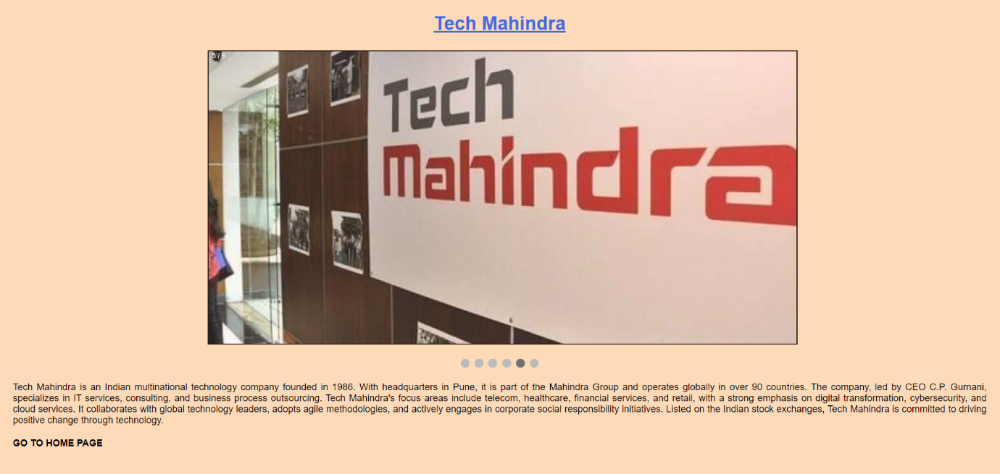 Tech Mahindra
5 / 6
Tech
Mahindra
Tech Mahindra is an Indian multinational technology company founded in 1986. With headquarters in Pune, it is part of the Mahindra Group and operates globally in over 90 countries. The company, led by CEO C.P. Gurnani,
specializes in IT services, consulting, and business process outsourcing. Tech Mahindra's focus areas include telecom, healthcare, financial services, and retail, with a strong emphasis on digital transformation, cybersecurity, and
cloud services. It collaborates with global technology leaders, adopts agile methodologies, and actively engages in corporate social responsibility initiatives. Listed on the Indian stock exchanges, Tech Mahindra is committed to driving
positive change through technology.
GO TO HOME PAGE